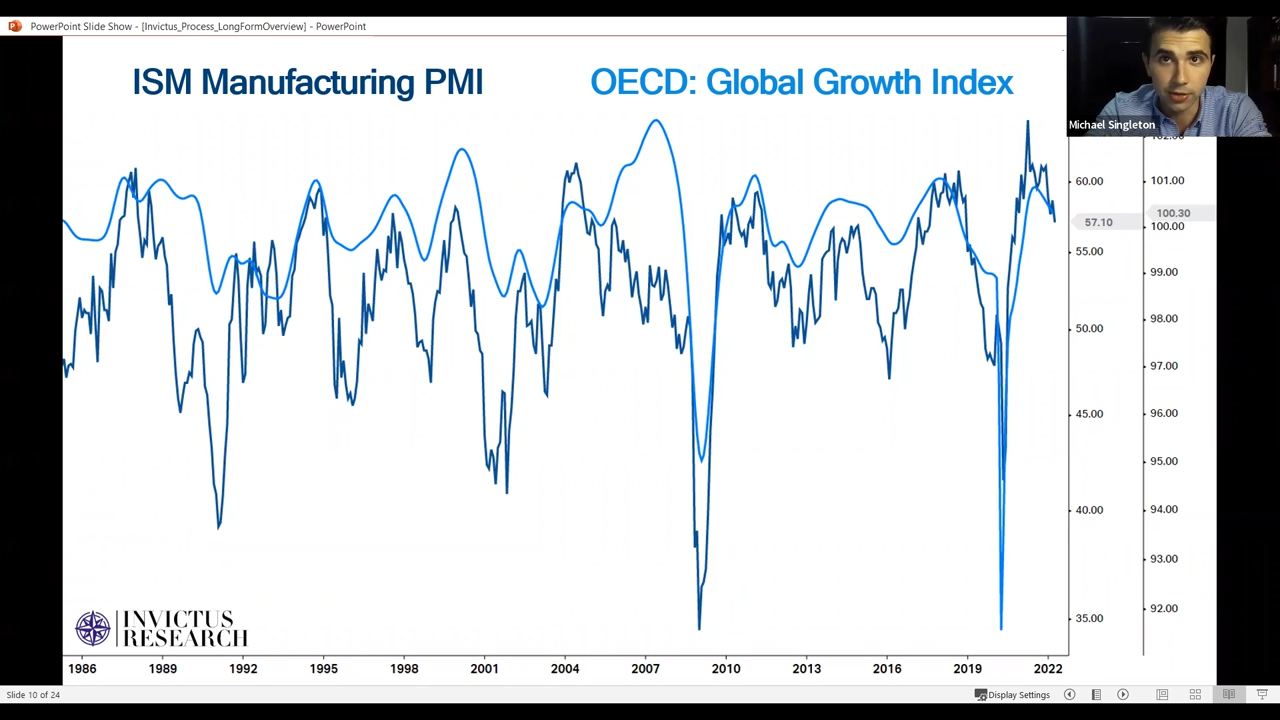 PowerPoint Slide Show - [Invictus_Process_LongFormOverview] - PowerPoint
ISM Manufacturing PMI
OECD: Global Growth Index
Michael Singleton
102.00
60.00
101.00
57.10
100.30
100.00
55.00
99.00
50.00
98.00
97.00
45.00
96.00
95.00
40.00
94.00
93.00
35.00
92.00
INVICTUS
RESEARCH
1986 1989 1992 1995 1998 2001 2004 2007 2010 2013 2016 2019 2022
Slide 10 of 24
Display Settings